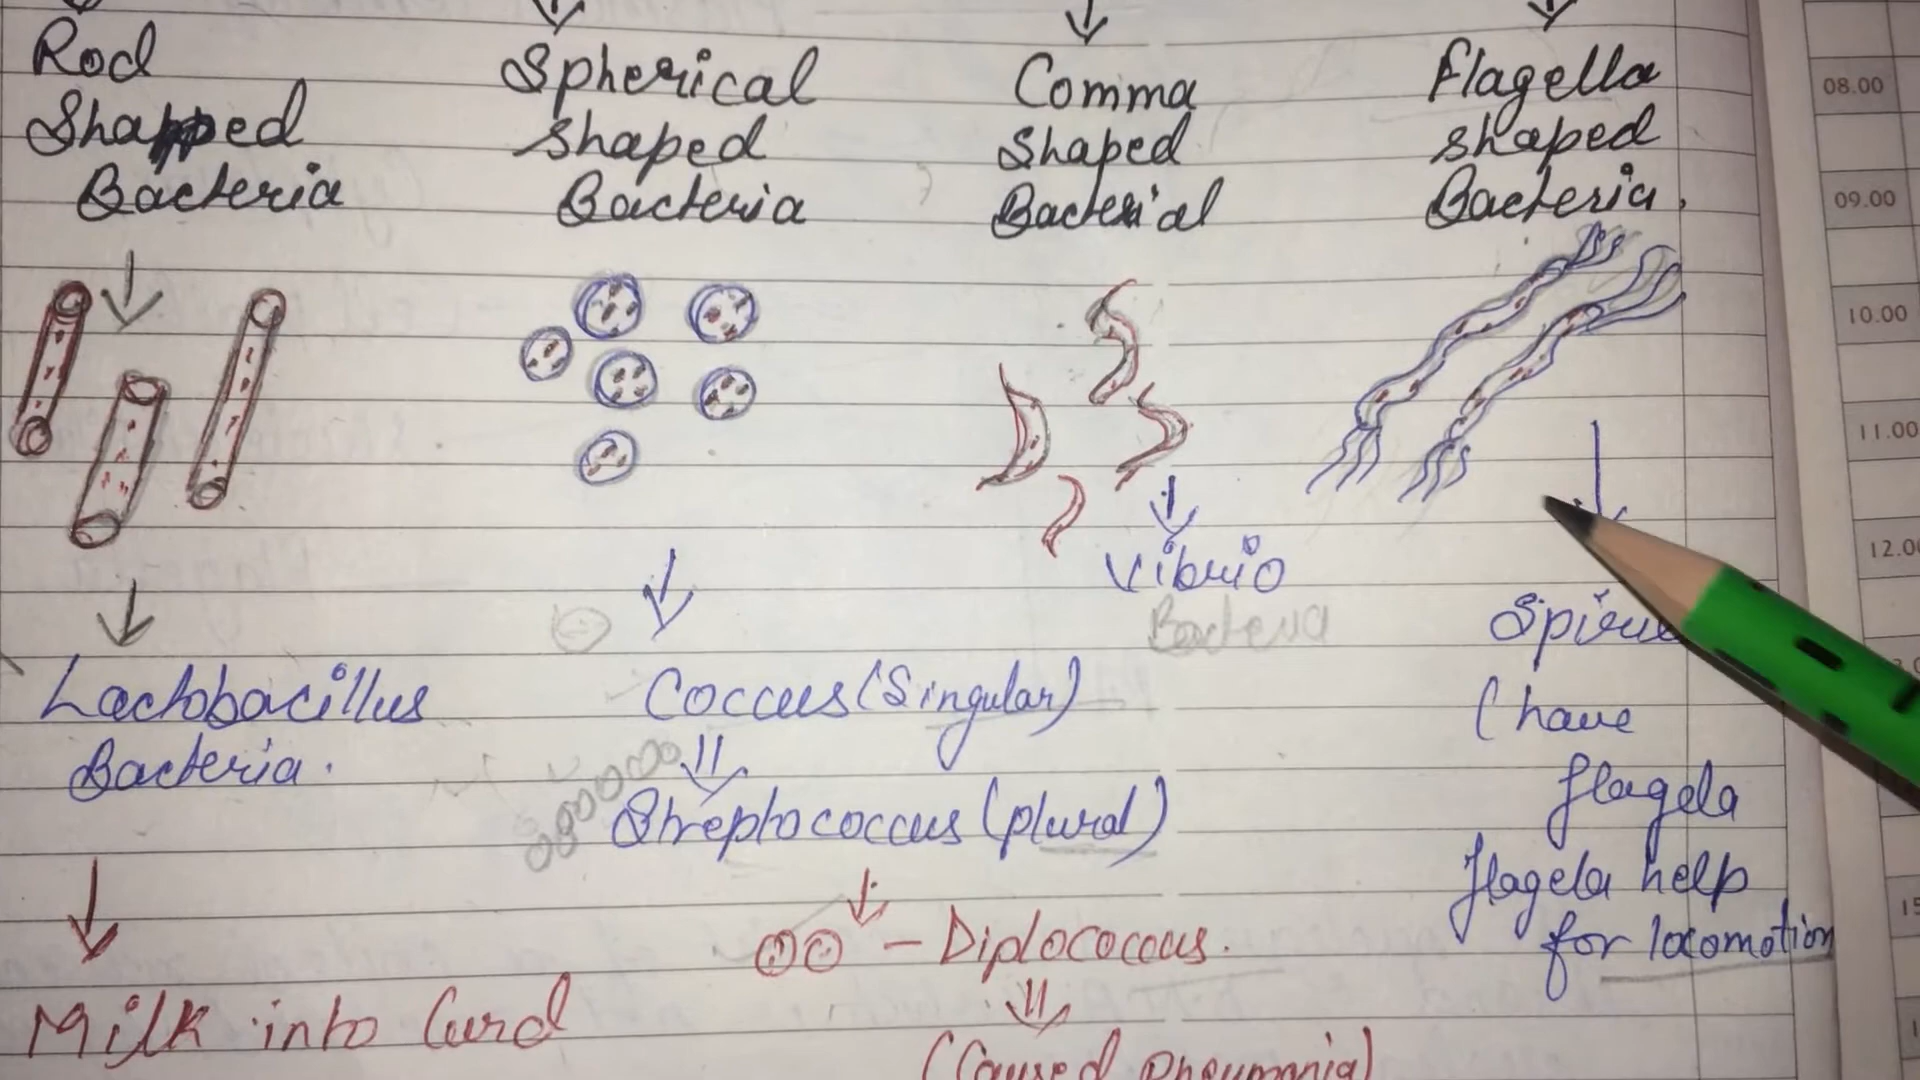 Rod
Shapped
Bacteria
Spherical
shaped
Bacteria
Comma
Shaped
Bacterial
Flagella
shaped
Bacteria.
Lactobacillus
Bacteria.
Milk into Curd
Coccus (Singular)
Streptococcus (plural)
– Diplococcus.
(Caused pneumonia)
Vibrio
Bacteria
(have
flagela
flagela help
for locomotion
08.00
09.00
10.00
11.00